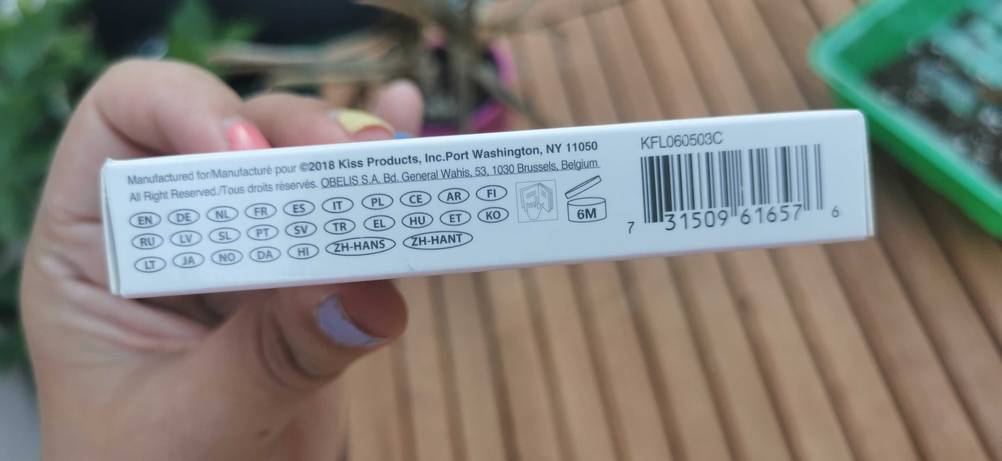 Manufactured for/Manufacturé pour ©2018 Kiss Products, Inc.Port Washington, NY 11050
All Right Reserved./Tous droits réservés. OBELIS S.A. Bd. General Wahis, 53, 1030 Brussels, Belgium
EN DE NL FR ES IT PL CE AR FI
RU LV SL PT SV TR EL HU ET KO
LT JA NO DA HI ZH-HANS ZH-HANT
6M
KFL060503C
7 31509 61657 6